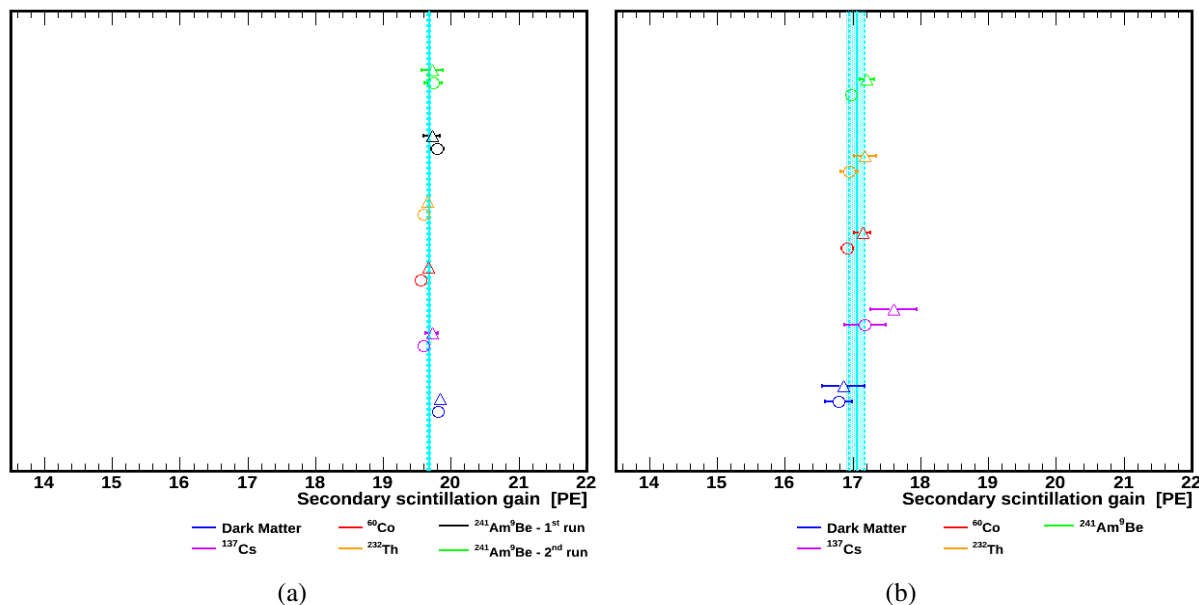 14 15 16 17 18 19 20 21 22
Secondary scintillation gain [PE]
Dark Matter ⁶⁰Co ²⁴¹Am⁹Be - 1ˢᵗ run
¹³⁷Cs ²³²Th ²⁴¹Am⁹Be - 2ⁿᵈ run
(a)
14 15 16 17 18 19 20 21 22
Secondary scintillation gain [PE]
Dark Matter ⁶⁰Co ²⁴¹Am⁹Be
¹³⁷Cs ²³²Th
(b)